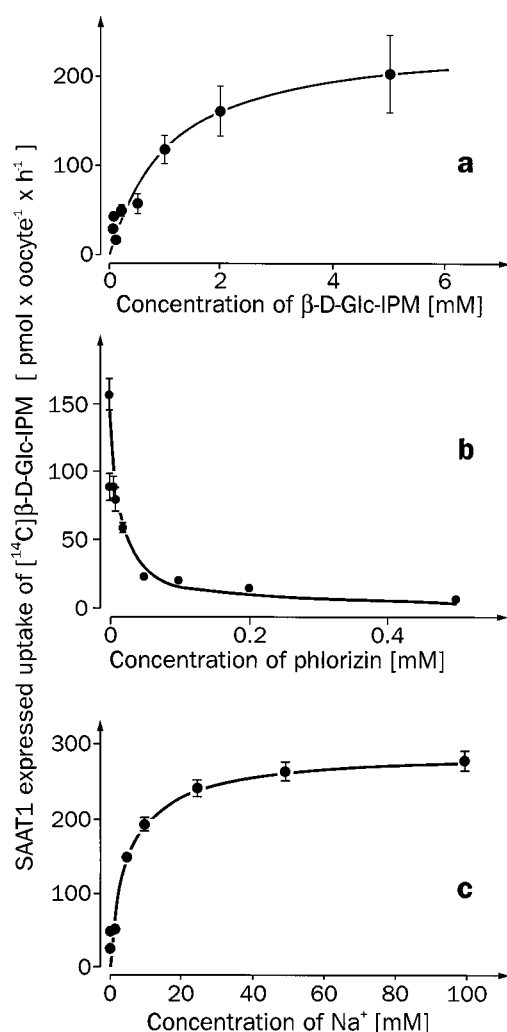 SAAT1 expressed uptake of [¹⁴C]β-D-Glc-IPM [ pmol x oocyte⁻¹ x h⁻¹ ]
200
100
0
a
0 2 4 6
Concentration of β-D-Glc-IPM [mM]
150
100
50
0
b
0 0.2 0.4
Concentration of phlorizin [mM]
300
200
100
0
c
0 20 40 60 80 100
Concentration of Na⁺ [mM]